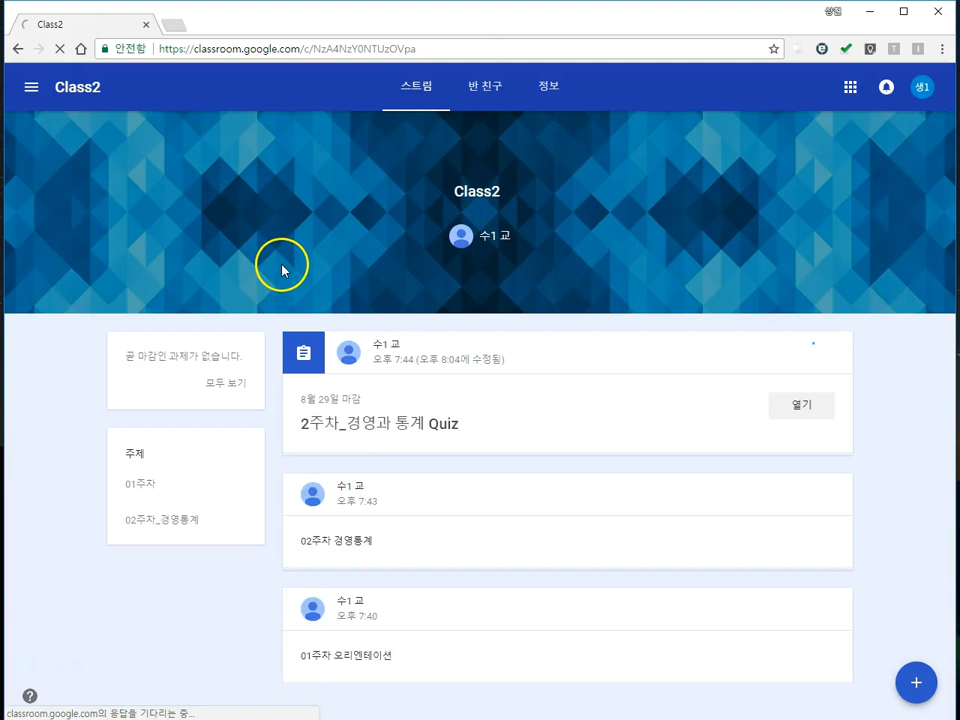 Class2
상업
안전함
https://classroom.google.com/c/NzA4NzY0NTUzOVpa
Class2
스트림
반 친구
정보
생1
Class2
수1 교
곧 마감인 과제가 없습니다.
모두 보기
주제
01주차
02주차_경영통계
수1 교
오후 7:44 (오후 8:04에 수정됨)
8월 29일 마감
열기
2주차_경영과 통계 Quiz
수1 교
오후 7:43
02주차 경영통계
수1 교
오후 7:40
01주차 오리엔테이션
classroom.google.com의 응답을 기다리는 중...